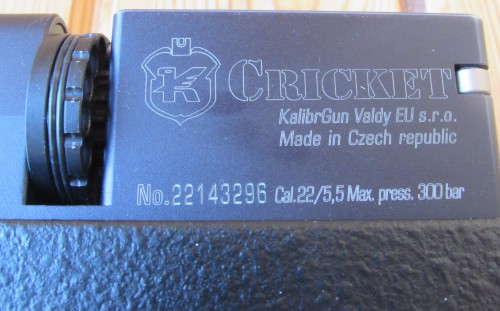 K CRICKET
KalibrGun Valdy EU s.r.o.
Made in Czech republic
No.22143296 Cal.22/5,5 Max. press. 300 bar